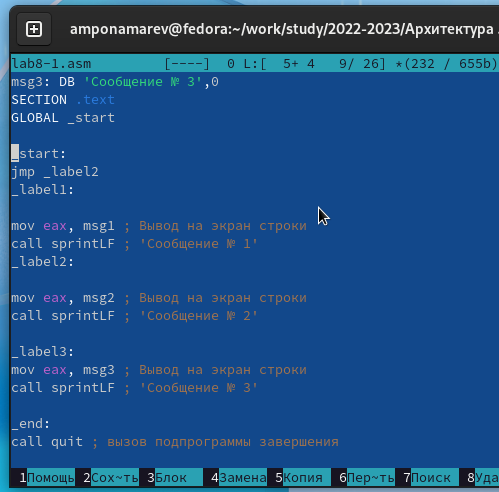 amponamarev@fedora:~/work/study/2022-2023/Архитектура
lab8-1.asm [----] 0 L:[ 5+ 4 9/ 26] *(232 / 655b)
msg3: DB 'Сообщение № 3',0
SECTION .text
GLOBAL _start
_start:
jmp _label2
_label1:
mov eax, msg1 ; Вывод на экран строки
call sprintLF ; 'Сообщение № 1'
_label2:
mov eax, msg2 ; Вывод на экран строки
call sprintLF ; 'Сообщение № 2'
_label3:
mov eax, msg3 ; Вывод на экран строки
call sprintLF ; 'Сообщение № 3'
_end:
call quit ; вызов подпрограммы завершения
1Помощь 2Сох~ть 3Блок 4Замена 5Копия 6Пер~ть 7Поиск 8Уда